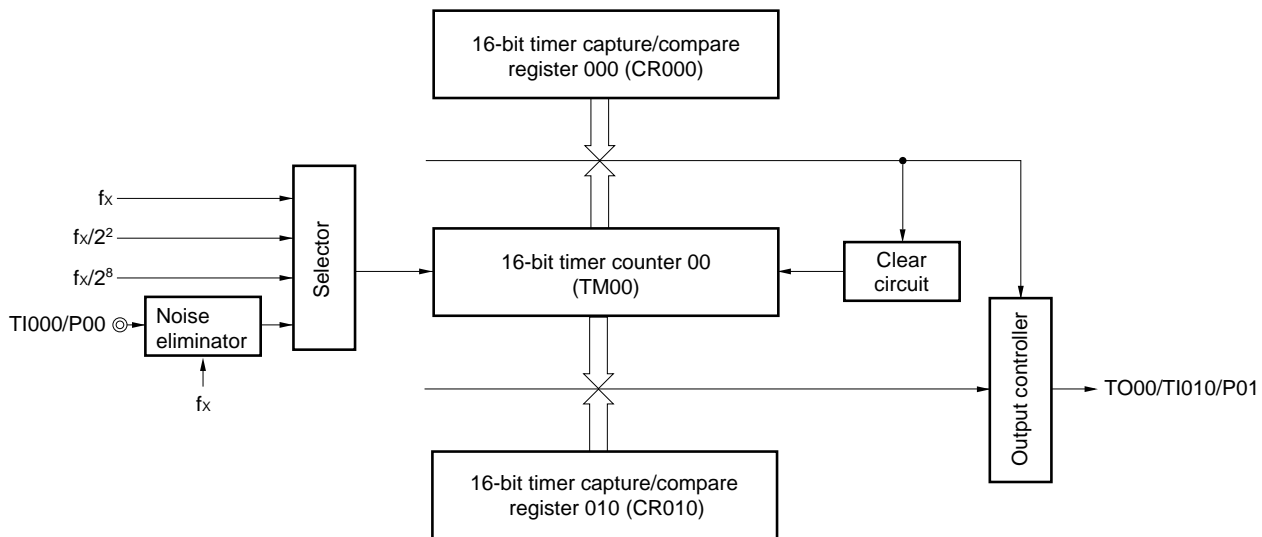 16-bit timer capture/compare
register 000 (CR000)
fx
fx/2²
fx/2⁸
TI000/P00
Noise
eliminator
fx
Selector
16-bit timer counter 00
(TM00)
Clear
circuit
Output controller
TO00/TI010/P01
16-bit timer capture/compare
register 010 (CR010)